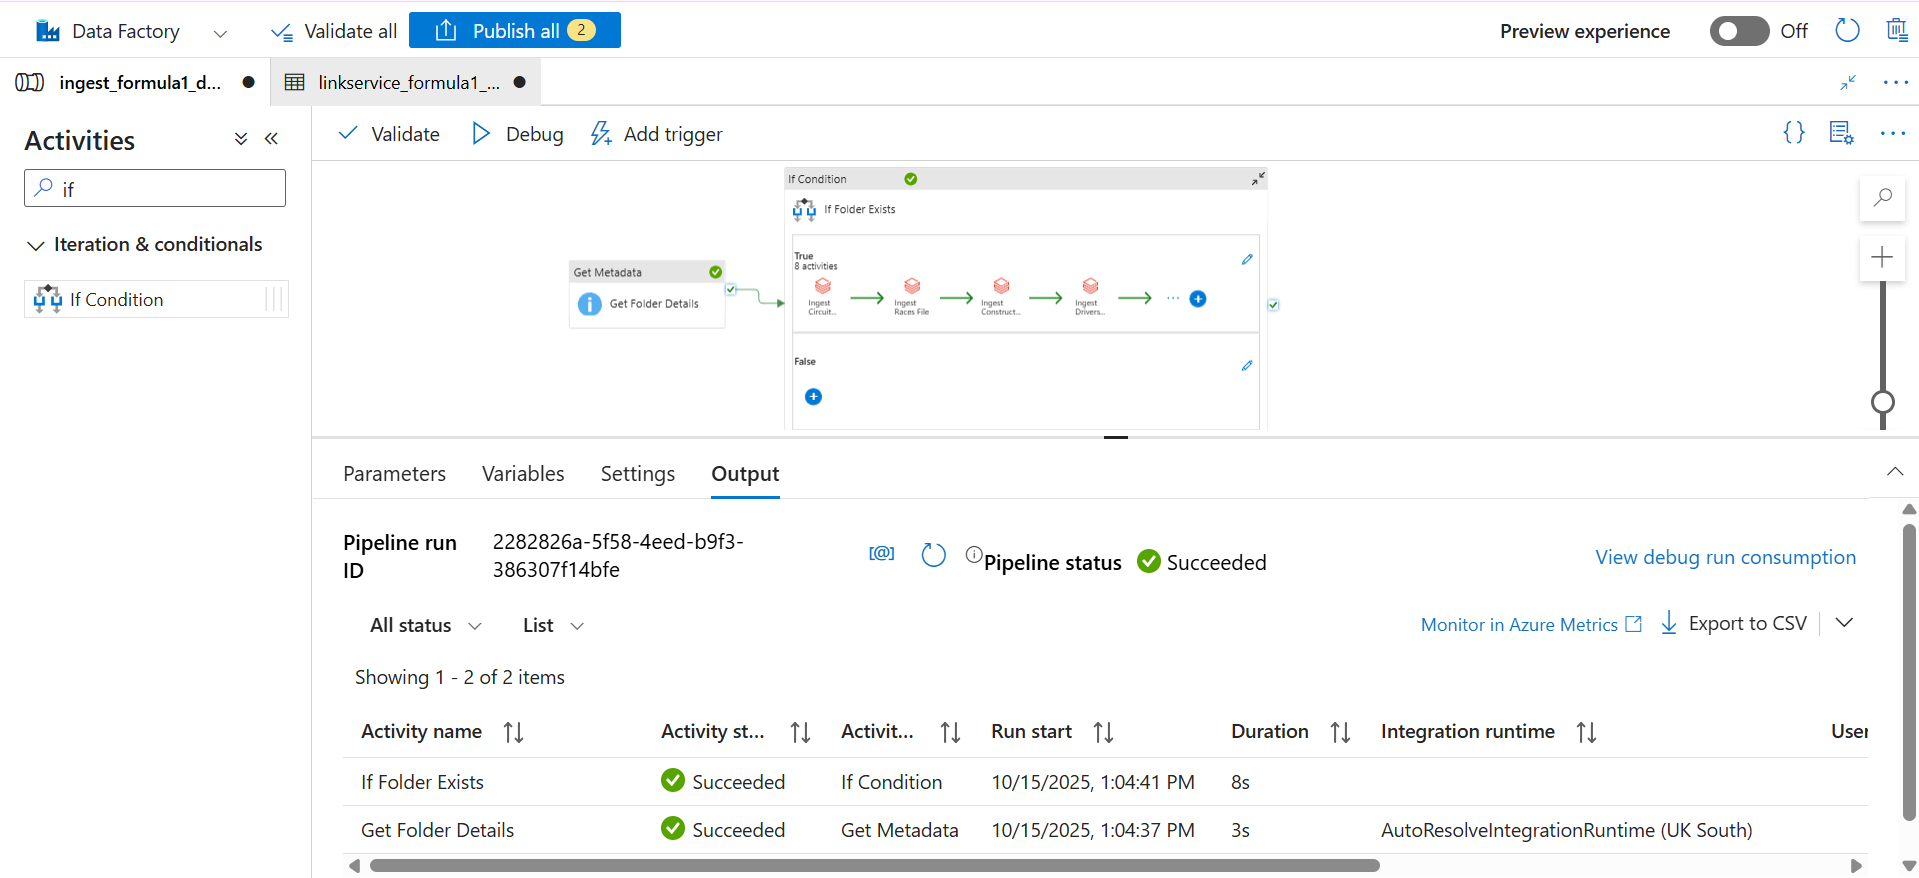 Data Factory
Validate all
Publish all 2
Preview experience
Off
ingest_formula1_d...
linkservice_formula1_...
Activities
if
Iteration & conditionals
If Condition
Validate
Debug
Add trigger
If Condition
If Folder Exists
Get Metadata
Get Folder Details
True
8 activities
Ingest Circuit...
Ingest Races File
Ingest Construct...
Ingest Drivers...
...
False
Parameters
Variables
Settings
Output
Pipeline run ID
2282826a-5f58-4eed-b9f3-
386307f14bfe
[@]
Pipeline status
Succeeded
View debug run consumption
All status
List
Monitor in Azure Metrics
Export to CSV
Showing 1 - 2 of 2 items
Activity name Activity st... Activit... Run start Duration Integration runtime User
If Folder Exists Succeeded If Condition 10/15/2025, 1:04:41 PM 8s
Get Folder Details Succeeded Get Metadata 10/15/2025, 1:04:37 PM 3s AutoResolveIntegrationRuntime (UK South)